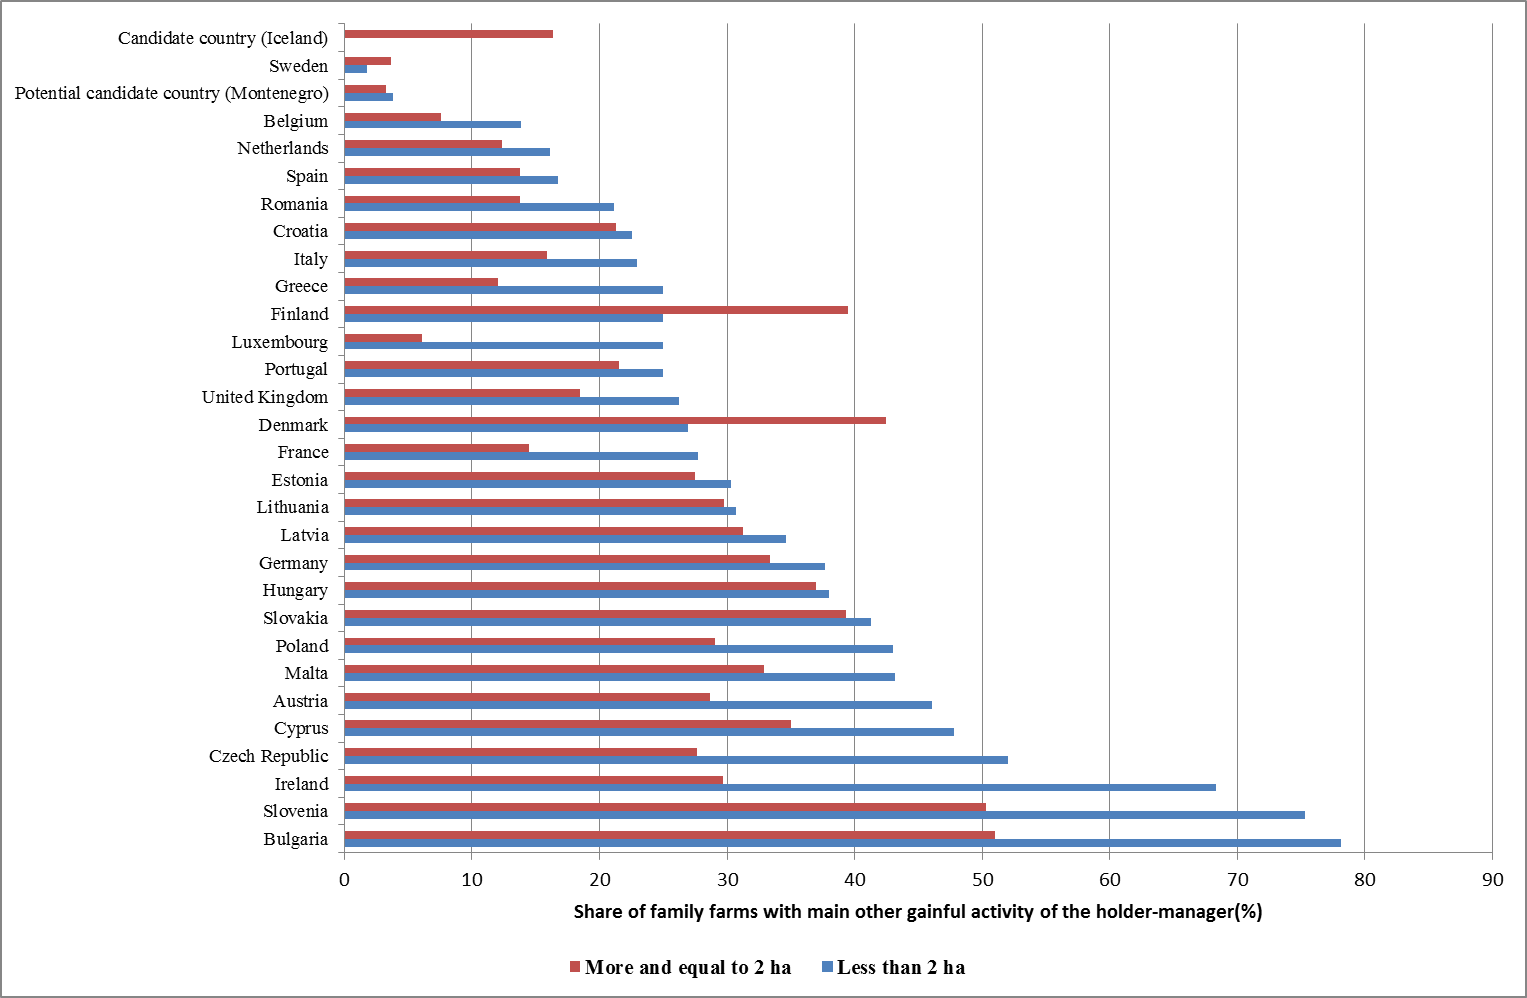 Candidate country (Iceland)
Sweden
Potential candidate country (Montenegro)
Belgium
Netherlands
Spain
Romania
Croatia
Italy
Greece
Finland
Luxembourg
Portugal
United Kingdom
Denmark
France
Estonia
Lithuania
Latvia
Germany
Hungary
Slovakia
Poland
Malta
Austria
Cyprus
Czech Republic
Ireland
Slovenia
Bulgaria
0 10 20 30 40 50 60 70 80 90
Share of family farms with main other gainful activity of the holder-manager(%)
More and equal to 2 ha Less than 2 ha